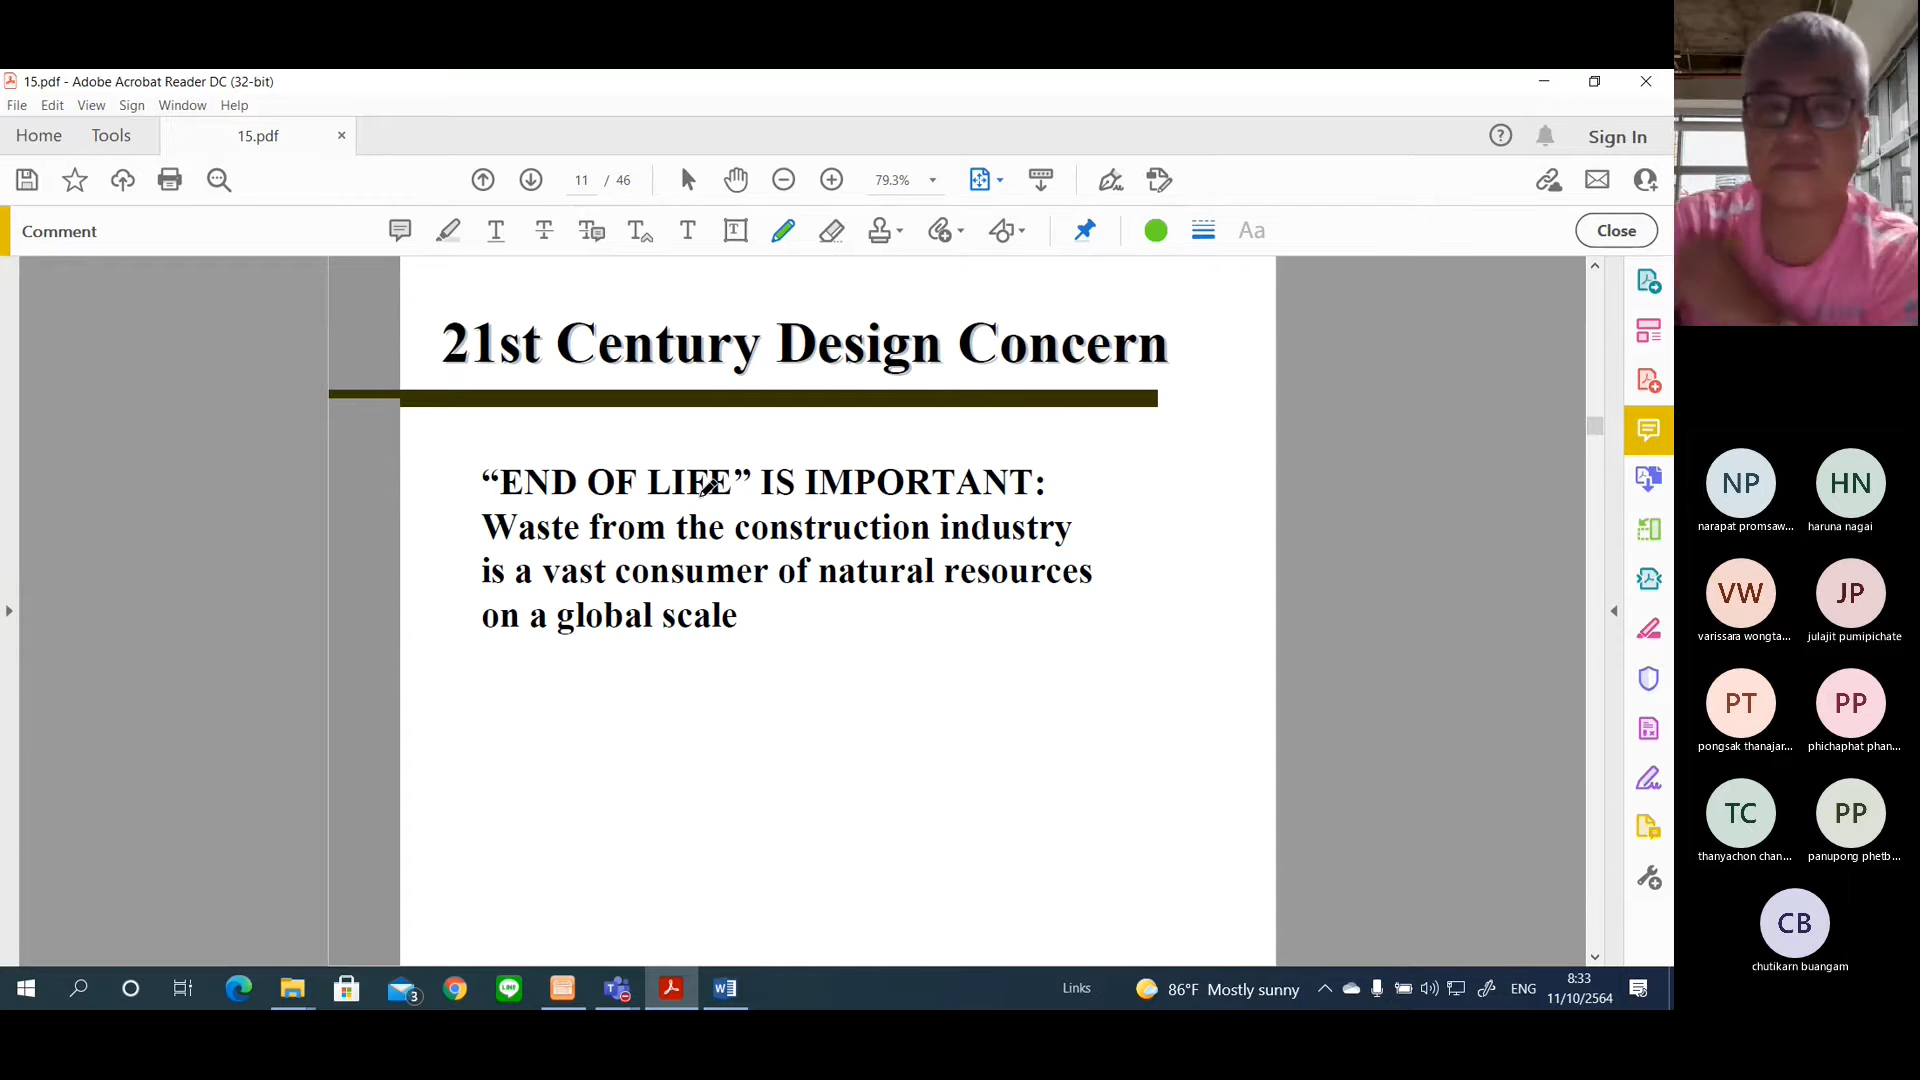 15.pdf - Adobe Acrobat Reader DC (32-bit)
File Edit View Sign Window Help
Home Tools 15.pdf Sign In
11 / 46 79.3%
Comment Aa Close
21st Century Design Concern
“END OF LIFE” IS IMPORTANT:
Waste from the construction industry
is a vast consumer of natural resources
on a global scale
NP HN
narapat promsaw... haruna nagai
VW JP
varissara wongta... julajit pumipichate
PT PP
pongsak thanajar... phichaphat phan...
TC PP
thanyachon chan... panupong phetb...
CB
chutikarn buangam
3 LINE Links 86°F Mostly sunny ENG 8:33
11/10/2564